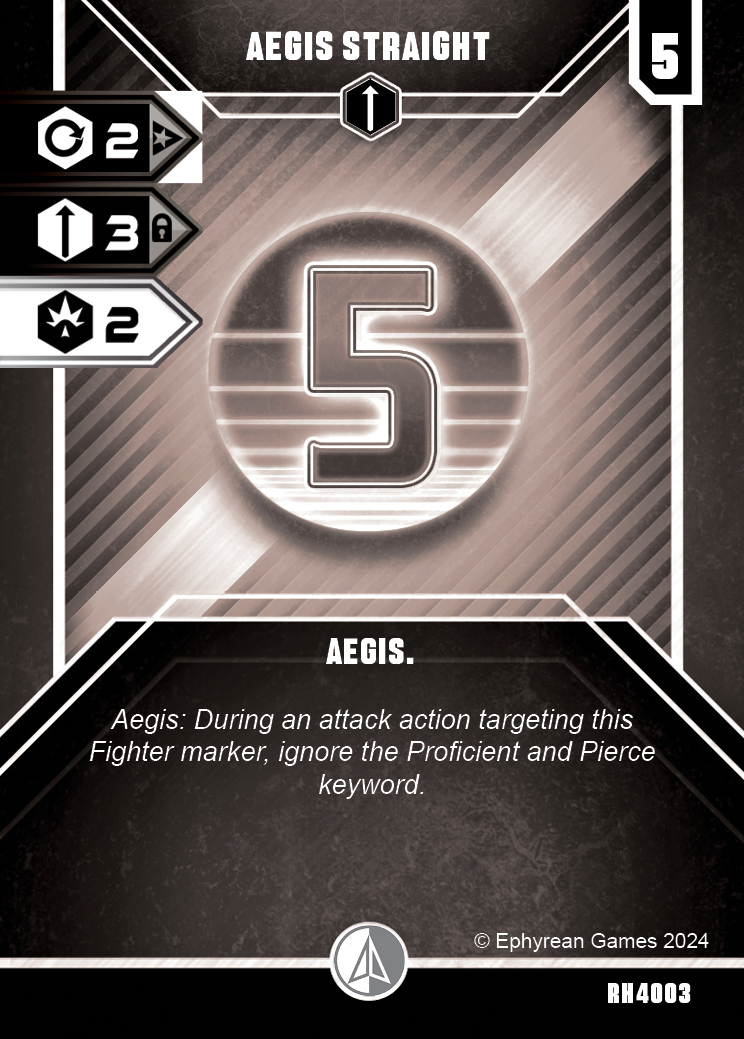 AEGIS STRAIGHT
5
2
3
2
5
AEGIS.
Aegis: During an attack action targeting this
Fighter marker, ignore the Proficient and Pierce
keyword.
© Ephyrean Games 2024
RH4003